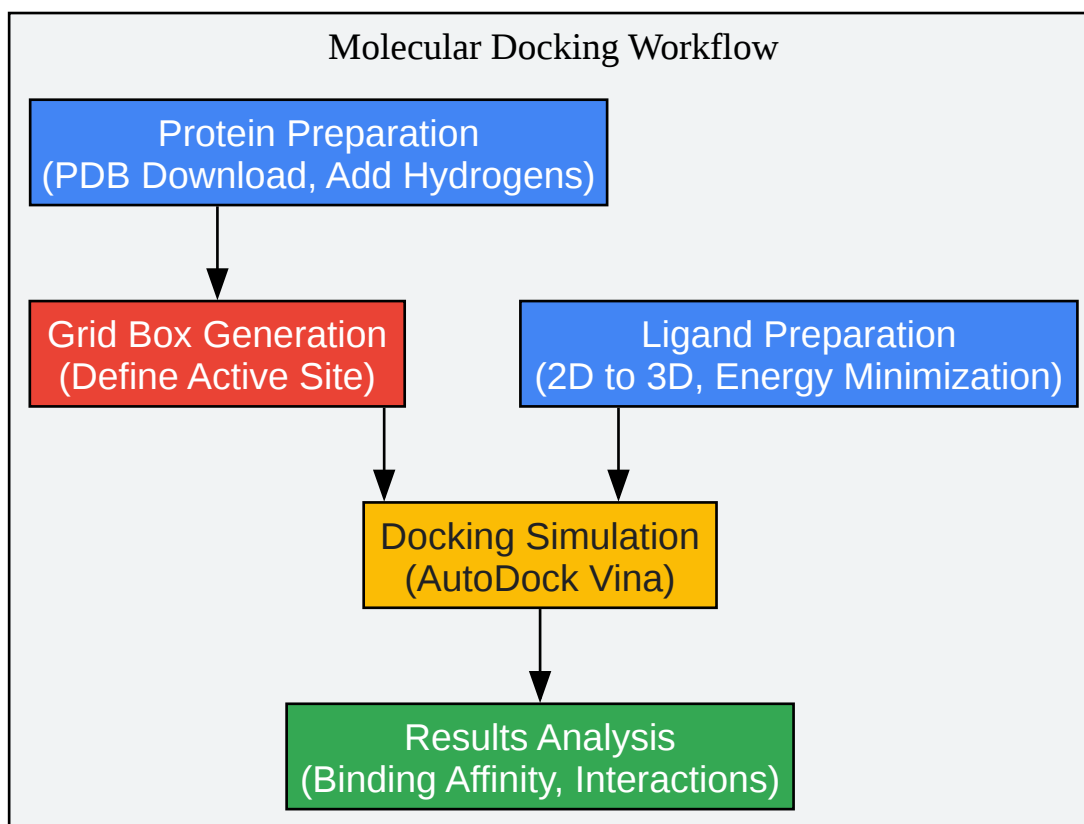 Molecular Docking Workflow
Protein Preparation
(PDB Download, Add Hydrogens)
Grid Box Generation
(Define Active Site)
Ligand Preparation
(2D to 3D, Energy Minimization)
Docking Simulation
(AutoDock Vina)
Results Analysis
(Binding Affinity, Interactions)